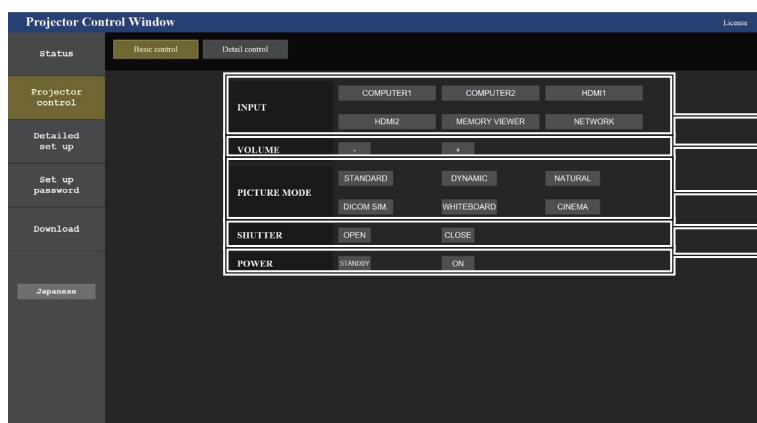 Projector Control Window
License
Status
Basic control
Detail control
Projector
control
Detailed
set up
Set up
password
Download
Japanese
INPUT
COMPUTER1
COMPUTER2
HDMI1
HDMI2
MEMORY VIEWER
NETWORK
VOLUME
-
+
PICTURE MODE
STANDARD
DYNAMIC
NATURAL
DICOM SIM.
WHITEBOARD
CINEMA
SHUTTER
OPEN
CLOSE
POWER
STANDBY
ON